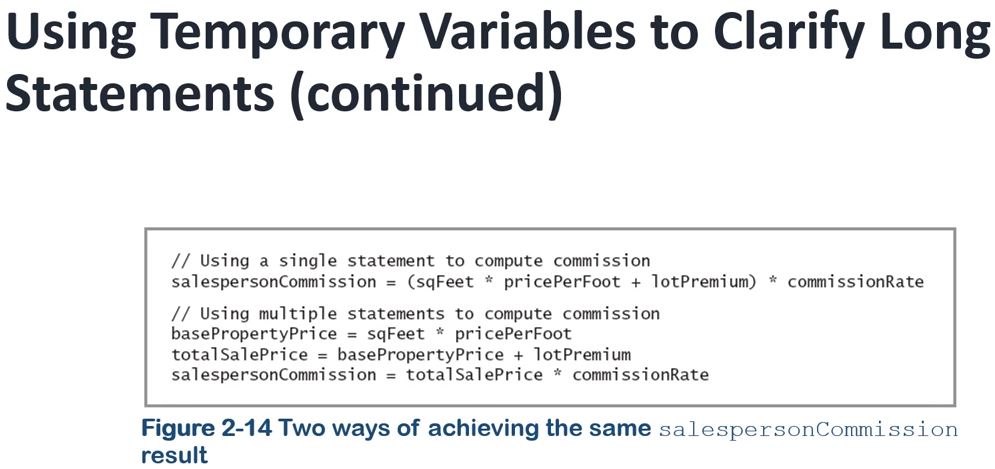 Using Temporary Variables to Clarify Long
Statements (continued)
// Using a single statement to compute commission
salespersonCommission = (sqFeet * pricePerFoot + lotPremium) * commissionRate
// Using multiple statements to compute commission
basePropertyPrice = sqFeet * pricePerFoot
totalSalePrice = basePropertyPrice + lotPremium
salespersonCommission = totalSalePrice * commissionRate
Figure 2-14 Two ways of achieving the same salespersonCommission
result